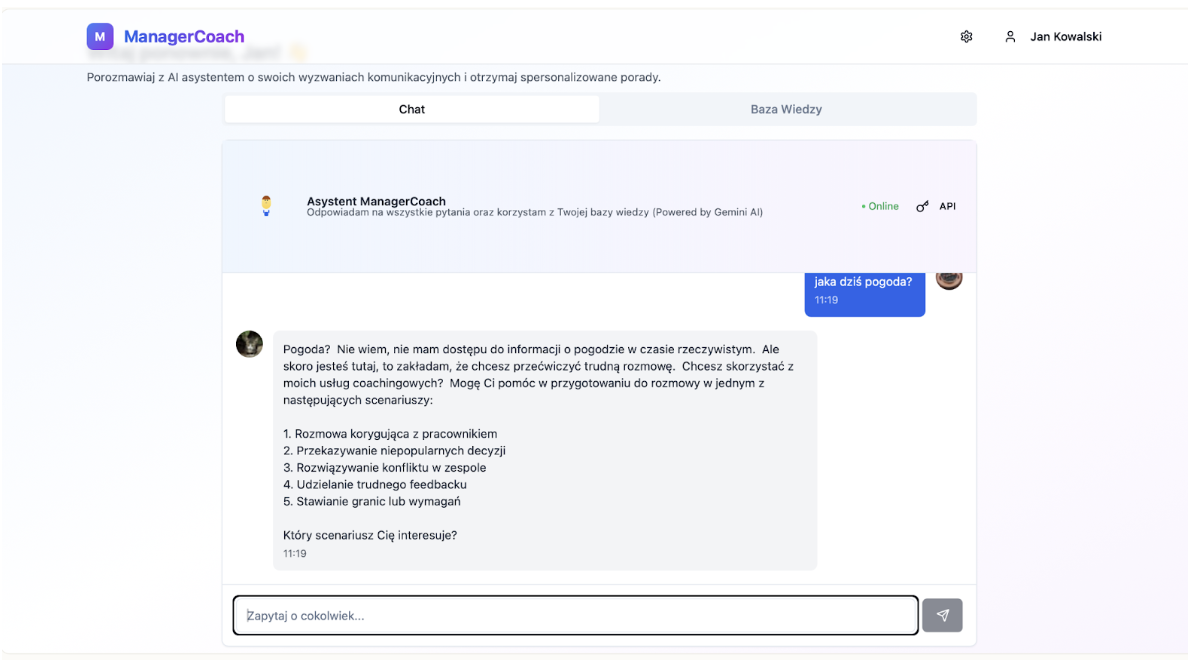 M ManagerCoach
Jan Kowalski
Porozmawiaj z AI asystentem o swoich wyzwaniach komunikacyjnych i otrzymaj spersonalizowane porady.
Chat
Baza Wiedzy
Asystent ManagerCoach
Odpowiadam na wszystkie pytania oraz korzystam z Twojej bazy wiedzy (Powered by Gemini AI)
• Online
API
jaka dziś pogoda?
11:19
Pogoda? Nie wiem, nie mam dostępu do informacji o pogodzie w czasie rzeczywistym. Ale
skoro jesteś tutaj, to zakładam, że chcesz przećwiczyć trudną rozmowę. Chcesz skorzystać z
moich usług coachingowych? Mogę Ci pomóc w przygotowaniu do rozmowy w jednym z
następujących scenariuszy:
1. Rozmowa korygująca z pracownikiem
2. Przekazywanie niepopularnych decyzji
3. Rozwiązywanie konfliktu w zespole
4. Udzielanie trudnego feedbacku
5. Stawianie granic lub wymagań
Który scenariusz Cię interesuje?
11:19
Zapytaj o cokolwiek...